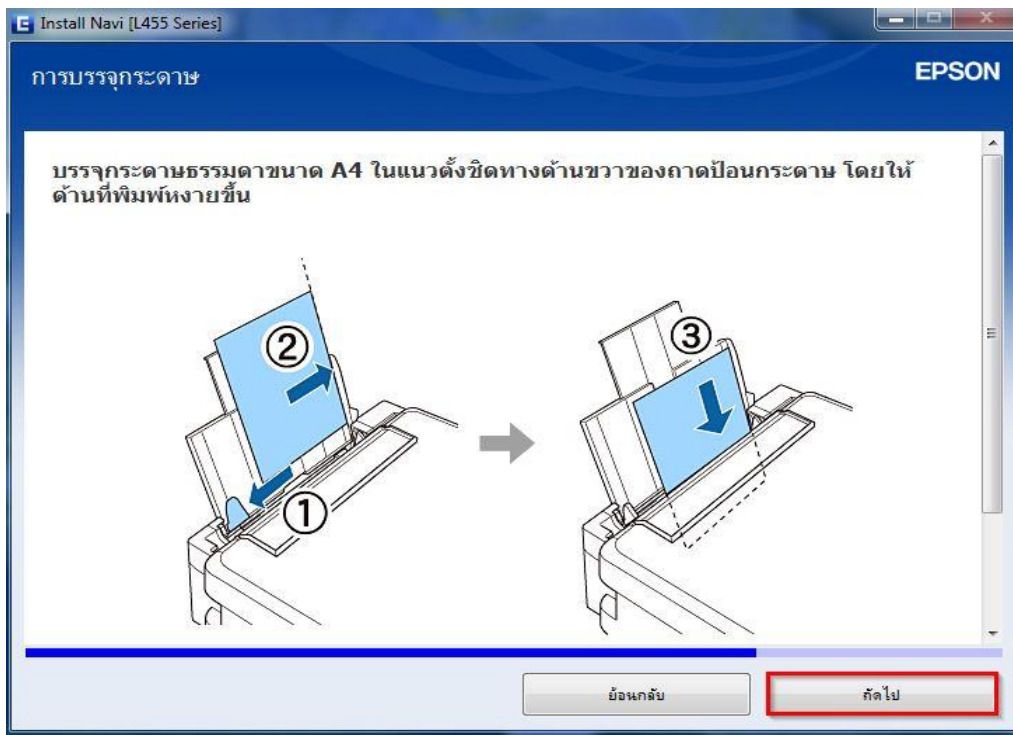 Install Navi [L455 Series]
การบรรจุกระดาษ
EPSON
บรรจุกระดาษธรรมดาขนาด A4 ในแนวตั้งชิดทางด้านขวาของถาดป้อนกระดาษ โดยให้
ด้านที่พิมพ์หงายขึ้น
②
③
①
ย้อนกลับ
ถัดไป